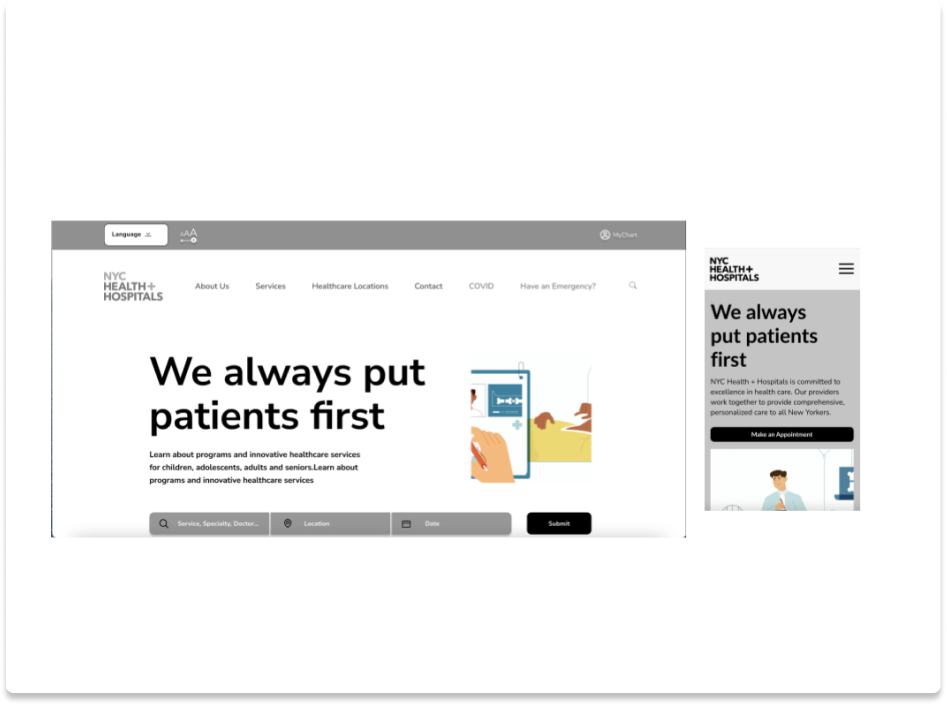 Language
AAA
MyChart
NYC
HEALTH+
HOSPITALS
About Us
Services
Healthcare Locations
Contact
COVID
Have an Emergency?
We always put
patients first
Learn about programs and innovative healthcare services
for children, adolescents, adults and seniors.Learn about
programs and innovative healthcare services
Service, Specialty, Doctor...
Location
Date
Submit
NYC
HEALTH+
HOSPITALS
We always
put patients
first
NYC Health + Hospitals is committed to
excellence in health care. Our providers
work together to provide comprehensive,
personalized care to all New Yorkers.
Make an Appointment